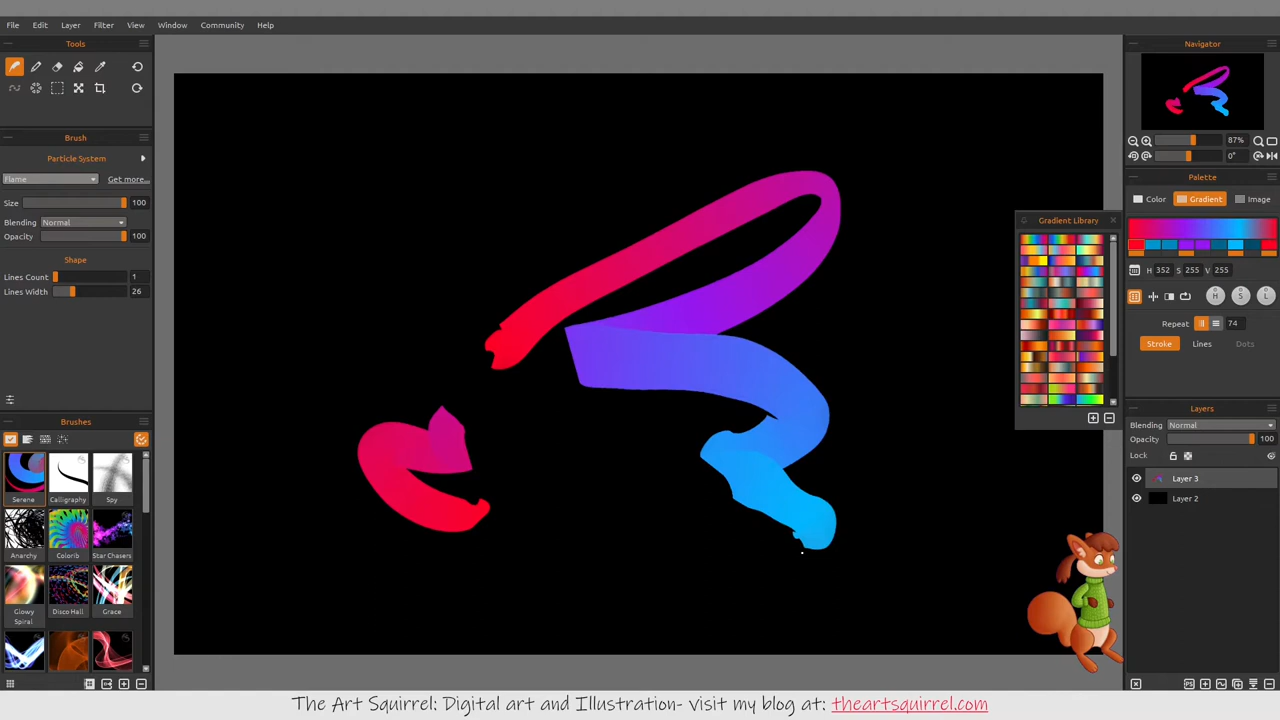 File Edit Layer Filter View Window Community Help
Tools
Navigator
Brush
87%
0°
Particle System
Palette
Flame Get more...
Color Gradient Image
Size 100
Gradient Library
Blending Normal
Opacity 100
Shape
H 352 S 255 V 255
Lines Count 1
H S L
Lines Width 26
Repeat 74
Stroke Lines Dots
Layers
Brushes
Blending Normal
Opacity 100
Lock
Layer 3
Serene Calligraphy Spy
Layer 2
Anarchy Colorib Star Chasers
Glowy Spiral Disco Hall Grace
PS
The Art Squirrel: Digital art and Illustration- visit my blog at: theartsquirrel.com